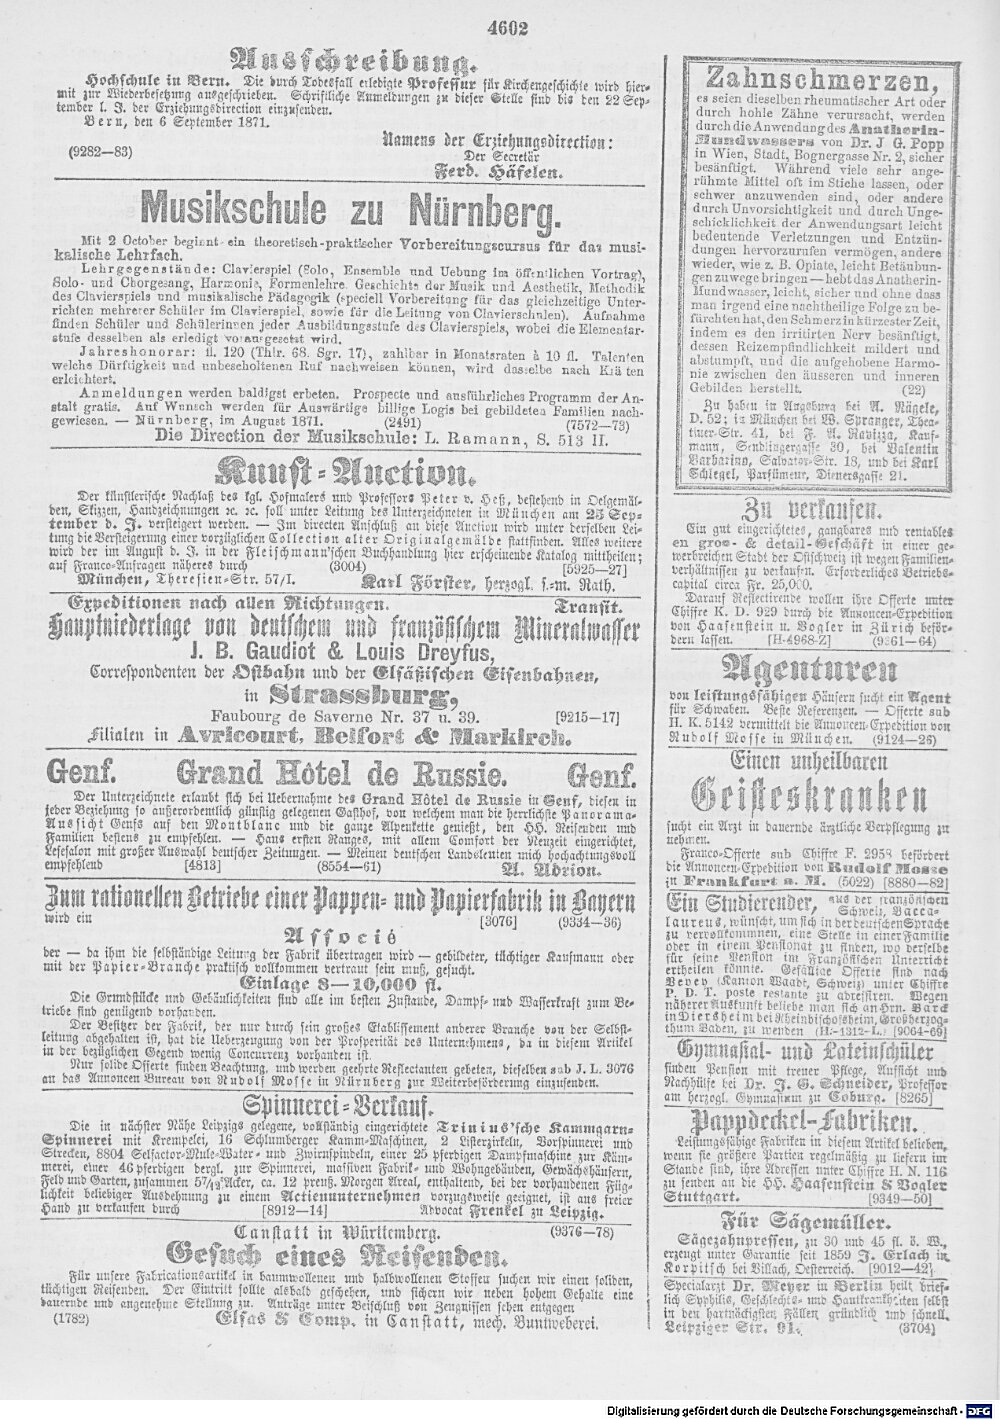 4602
Ausschreibung.
Hochschule in Bern. Die durch Todesfall erledigte Professur für Kirchengeschichte wird hier-
mit zur Wiederbesetzung ausgeschrieben. Schriftliche Anmeldungen zu dieser Stelle sind bis den 22 Sep-
tember l. J. der Erziehungsdirection einzusenden.
Bern, den 6 September 1871.
Namens der Erziehungsdirection:
(9282—83)
Der Secretär
Ferd. Häfelen.
Musikschule zu Nürnberg.
Mit 2 October beginnt ein theoretisch-praktischer Vorbereitungscursus für das musi-
kalische Lehrfach.
Lehrgegenstände: Clavierspiel (Solo, Ensemble und Uebung im öffentlichen Vortrag),
Solo- und Chorgesang, Harmonie, Formenlehre. Geschichte der Musik und Aesthetik, Methodik
des Clavierspiels und musikalische Pädagogik (speciell Vorbereitung für das gleichzeitige Unter-
richten mehrerer Schüler im Clavierspiel, sowie für die Leitung von Clavierschulen). Aufnahme
finden Schüler und Schülerinnen jeder Ausbildungsstufe des Clavierspiels, wobei die Elementar-
stufe desselben als erledigt vorausgesetzt wird.
Jahreshonorar: fl. 120 (Thlr. 68. Sgr. 17), zahlbar in Monatsraten à 10 fl. Talenten
welche Dürftigkeit und unbescholtenen Ruf nachweisen können, wird dasselbe nach Kräften
erleichtert.
Anmeldungen werden baldigst erbeten. Prospecte und ausführliches Programm der An-
stalt gratis. Auf Wunsch werden für Auswärtige billige Logis bei gebildeten Familien nach-
gewiesen. — Nürnberg, im August 1871. (2491) (7572—73)
Die Direction der Musikschule: L. Ramann, S. 513 II.
Kunst-Auction.
Der künstlerische Nachlaß des kgl. Hofmalers und Professors Peter v. Heß, bestehend in Oelgemäl-
den, Skizzen, Handzeichnungen ꝛc. ꝛc. soll unter Leitung des Unterzeichneten in München am 25 Sep-
tember d. J. versteigert werden. — Im directen Anschluß an diese Auction wird unter derselben Lei-
tung die Versteigerung einer vorzüglichen Collection alter Originalgemälde stattfinden. Alles weitere
wird der im August d. J. in der Fleischmann'schen Buchhandlung hier erscheinende Katalog mittheilen;
auf Franco-Anfragen näheres durch (3004) [5925—27]
München, Theresien-Str. 57/I. Karl Förster, herzogl. s.-m. Rath.
Expeditionen nach allen Richtungen. Transit.
Hauptniederlage von deutschem und französischem Mineralwasser
J. B. Gaudiot & Louis Dreyfus,
Correspondenten der Ostbahn und der Elsäßischen Eisenbahnen,
in Strassburg,
Faubourg de Saverne Nr. 37 u. 39. [9215—17]
Filialen in Avricourt, Belfort & Markirch.
Genf. Grand Hôtel de Russie. Genf.
Der Unterzeichnete erlaubt sich bei Uebernahme des Grand Hôtel de Russie in Genf, diesen in
jeder Beziehung so außerordentlich günstig gelegenen Gasthof, von welchem man die herrlichste Panorama-
Aussicht Genfs auf den Montblanc und die ganze Alpenkette genießt, den HH. Reisenden und
Familien bestens zu empfehlen. — Haus ersten Ranges, mit allem Comfort der Neuzeit eingerichtet,
Lesesalon mit großer Auswahl deutscher Zeitungen. — Meinen deutschen Landsleuten mich hochachtungsvoll
empfehlend [4813] (8554—61) A. Adrion.
Zum rationellen Betriebe einer Pappen- und Papierfabrik in Bayern
wird ein [3076] (9334—36)
Associé
der — da ihm die selbständige Leitung der Fabrik übertragen wird — gebildeter, tüchtiger Kaufmann oder
mit der Papier-Branche praktisch vollkommen vertraut sein muß, gesucht.
Einlage 8—10,000 fl.
Die Grundstücke und Gebäulichkeiten sind alle im besten Zustande, Dampf- und Wasserkraft zum Be-
triebe sind genügend vorhanden.
Der Besitzer der Fabrik, der nur durch sein großes Etablissement anderer Branche von der Selbst-
leitung abgehalten ist, hat die Ueberzeugung von der Prosperität des Unternehmens, da in diesem Artikel
in der bezüglichen Gegend wenig Concurrenz vorhanden ist.
Nur solide Offerte finden Beachtung, und werden geehrte Reflectanten gebeten, dieselben sub J. L. 3076
an das Annoncen Bureau von Rudolf Mosse in Nürnberg zur Weiterbeförderung einzusenden.
Spinnerei-Verkauf.
Die in nächster Nähe Leipzigs gelegene, vollständig eingerichtete Trinius'sche Kammgarn-
Spinnerei mit Krempelei, 16 Schlumberger Kamm-Maschinen, 2 Listerzirkeln, Vorspinnerei und
Strecken, 8804 Selfactor-Mule-Water- und Zwirnspindeln, einer 25 pferdigen Dampfmaschine zur Käm-
merei, einer 46 pferdigen dergl. zur Spinnerei, massiven Fabrik- und Wohngebäuden, Gewächshäusern,
Feld und Garten, zusammen 57/12 Acker, ca. 12 preuß. Morgen Areal, enthaltend, bei der vorhandenen Füg-
lichkeit beliebiger Ausdehnung zu einem Actienunternehmen vorzugsweise geeignet, ist aus freier
Hand zu verkaufen durch [8912—14] Advocat Frenkel zu Leipzig.
Canstatt in Württemberg. (9376—78)
Gesuch eines Reisenden.
Für unsere Fabricationsartikel in baumwollenen und halbwollenen Stoffen suchen wir einen soliden,
tüchtigen Reisenden. Der Eintritt sollte alsbald geschehen, und sichern wir neben hohem Gehalte eine
dauernde und angenehme Stellung zu. Anträge unter Beischluß von Zeugnissen sehen entgegen
(1782) Elsas & Comp. in Canstatt, mech. Buntweberei.
Zahnschmerzen,
es seien dieselben rheumatischer Art oder
durch hohle Zähne verursacht, werden
durch die Anwendung des Anatherin-
Mundwassers von Dr. J G. Popp
in Wien, Stadt, Bognergasse Nr. 2, sicher
besänftigt. Während viele sehr ange-
rühmte Mittel oft im Stiche lassen, oder
schwer anzuwenden sind, oder andere
durch Unvorsichtigkeit und durch Unge-
schicklichkeit der Anwendungsart leicht
bedeutende Verletzungen und Entzün-
dungen hervorzurufen vermögen, andere
wieder, wie z. B. Opiate, leicht Betäubun-
gen zuwege bringen — hebt das Anatherin-
Mundwasser, leicht, sicher und ohne dass
man irgend eine nachtheilige Folge zu be-
fürchten hat, den Schmerz in kürzester Zeit,
indem es den irritirten Nerv besänftigt,
dessen Reizempfindlichkeit mildert und
abstumpft, und die aufgehobene Harmo-
nie zwischen den äusseren und inneren
Gebilden herstellt. (22)
Zu haben in Augsburg bei A. Nägele,
D. 52; in München bei W. Spranger, Thea-
tiner-Str. 41, bei F. A. Ravizza, Kauf-
mann, Sendlingergasse 30, bei Valentin
Barbarino, Salvator-Str. 18, und bei Karl
Schlegel, Parfümeur, Dienersgasse 21.
Zu verkaufen.
Ein gut eingerichtetes, gangbares und rentables
en gros- & detail-Geschäft in einer ge-
werbreichen Stadt der Ostschweiz ist wegen Familien-
verhältnissen zu verkaufen. Erforderliches Betriebs-
capital circa Fr. 25,000.
Darauf Reflectirende wollen ihre Offerte unter
Chiffre K. D. 929 durch die Annoncen-Expedition
von Haasenstein u. Vogler in Zürich beför-
dern lassen. [H-4968-Z] (9361—64)
Agenturen
von leistungsfähigen Häusern sucht ein Agent
für Schwaben. Beste Referenzen. — Offerte sub
H. K. 5142 vermittelt die Annoncen-Expedition von
Rudolf Mosse in München. (9124—26)
Einen unheilbaren
Geisteskranken
sucht ein Arzt in dauernde ärztliche Verpflegung zu
nehmen.
Franco-Offerte sub Chiffre F. 2958 befördert
die Annoncen-Expedition von Rudolf Mosse
in Frankfurt a. M. (5022) [8880—82]
Ein Studierender, aus der französischen
Schweiz, Bacca-
laureus, wünscht, um sich in der deutschen Sprache
zu vervollkommnen, eine Stelle in einer Familie
oder in einem Pensionat zu finden, wo derselbe
für seine Pension im Französischen Unterricht
ertheilen könnte. Gefällige Offerte sind nach
Vevey (Kanton Waadt, Schweiz) unter Chiffre
P. D. T. poste restante zu adressiren. Wegen
näherer Auskunft beliebe man sich an Hrn. Barck
in Diersheim bei Rheinbischofsheim, Großherzog-
thum Baden, zu wenden (H.-1312-L.) [9064-69]
Gymnasial- und Lateinschüler
finden Pension mit treuer Pflege, Aufsicht und
Nachhülfe bei Dr. J. G. Schneider, Professor
am herzogl. Gymnasium zu Coburg. [8265]
Pappdeckel-Fabriken.
Leistungsfähige Fabriken in diesem Artikel belieben,
wenn sie größere Partien regelmäßig zu liefern im
Stande sind, ihre Adressen unter Chiffre H. N. 116
zu senden an die HH. Haasenstein & Vogler
Stuttgart. [9349—50]
Für Sägemüller.
Sägezahnpressen, zu 30 und 45 fl. ö. W.,
erzeugt unter Garantie seit 1859 J. Erlach in
Korpitsch bei Villach, Oesterreich. [9012—42]
Specialarzt Dr. Meyer in Berlin heilt brief-
lich Syphilis, Geschlechts- und Hautkrankheiten selbst
in den hartnäckigsten Fällen gründlich und schnell.
Leipziger Str. 91. (3704)
Digitalisierung gefördert durch die Deutsche Forschungsgemeinschaft - DFG